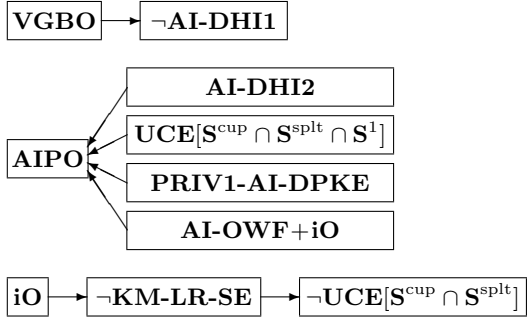 VGBO ¬AI-DHI1
AI-DHI2
UCE[S^cup ∩ S^splt ∩ S^1]
AIPO
PRIV1-AI-DPKE
AI-OWF+iO
iO ¬KM-LR-SE ¬UCE[S^cup ∩ S^splt]